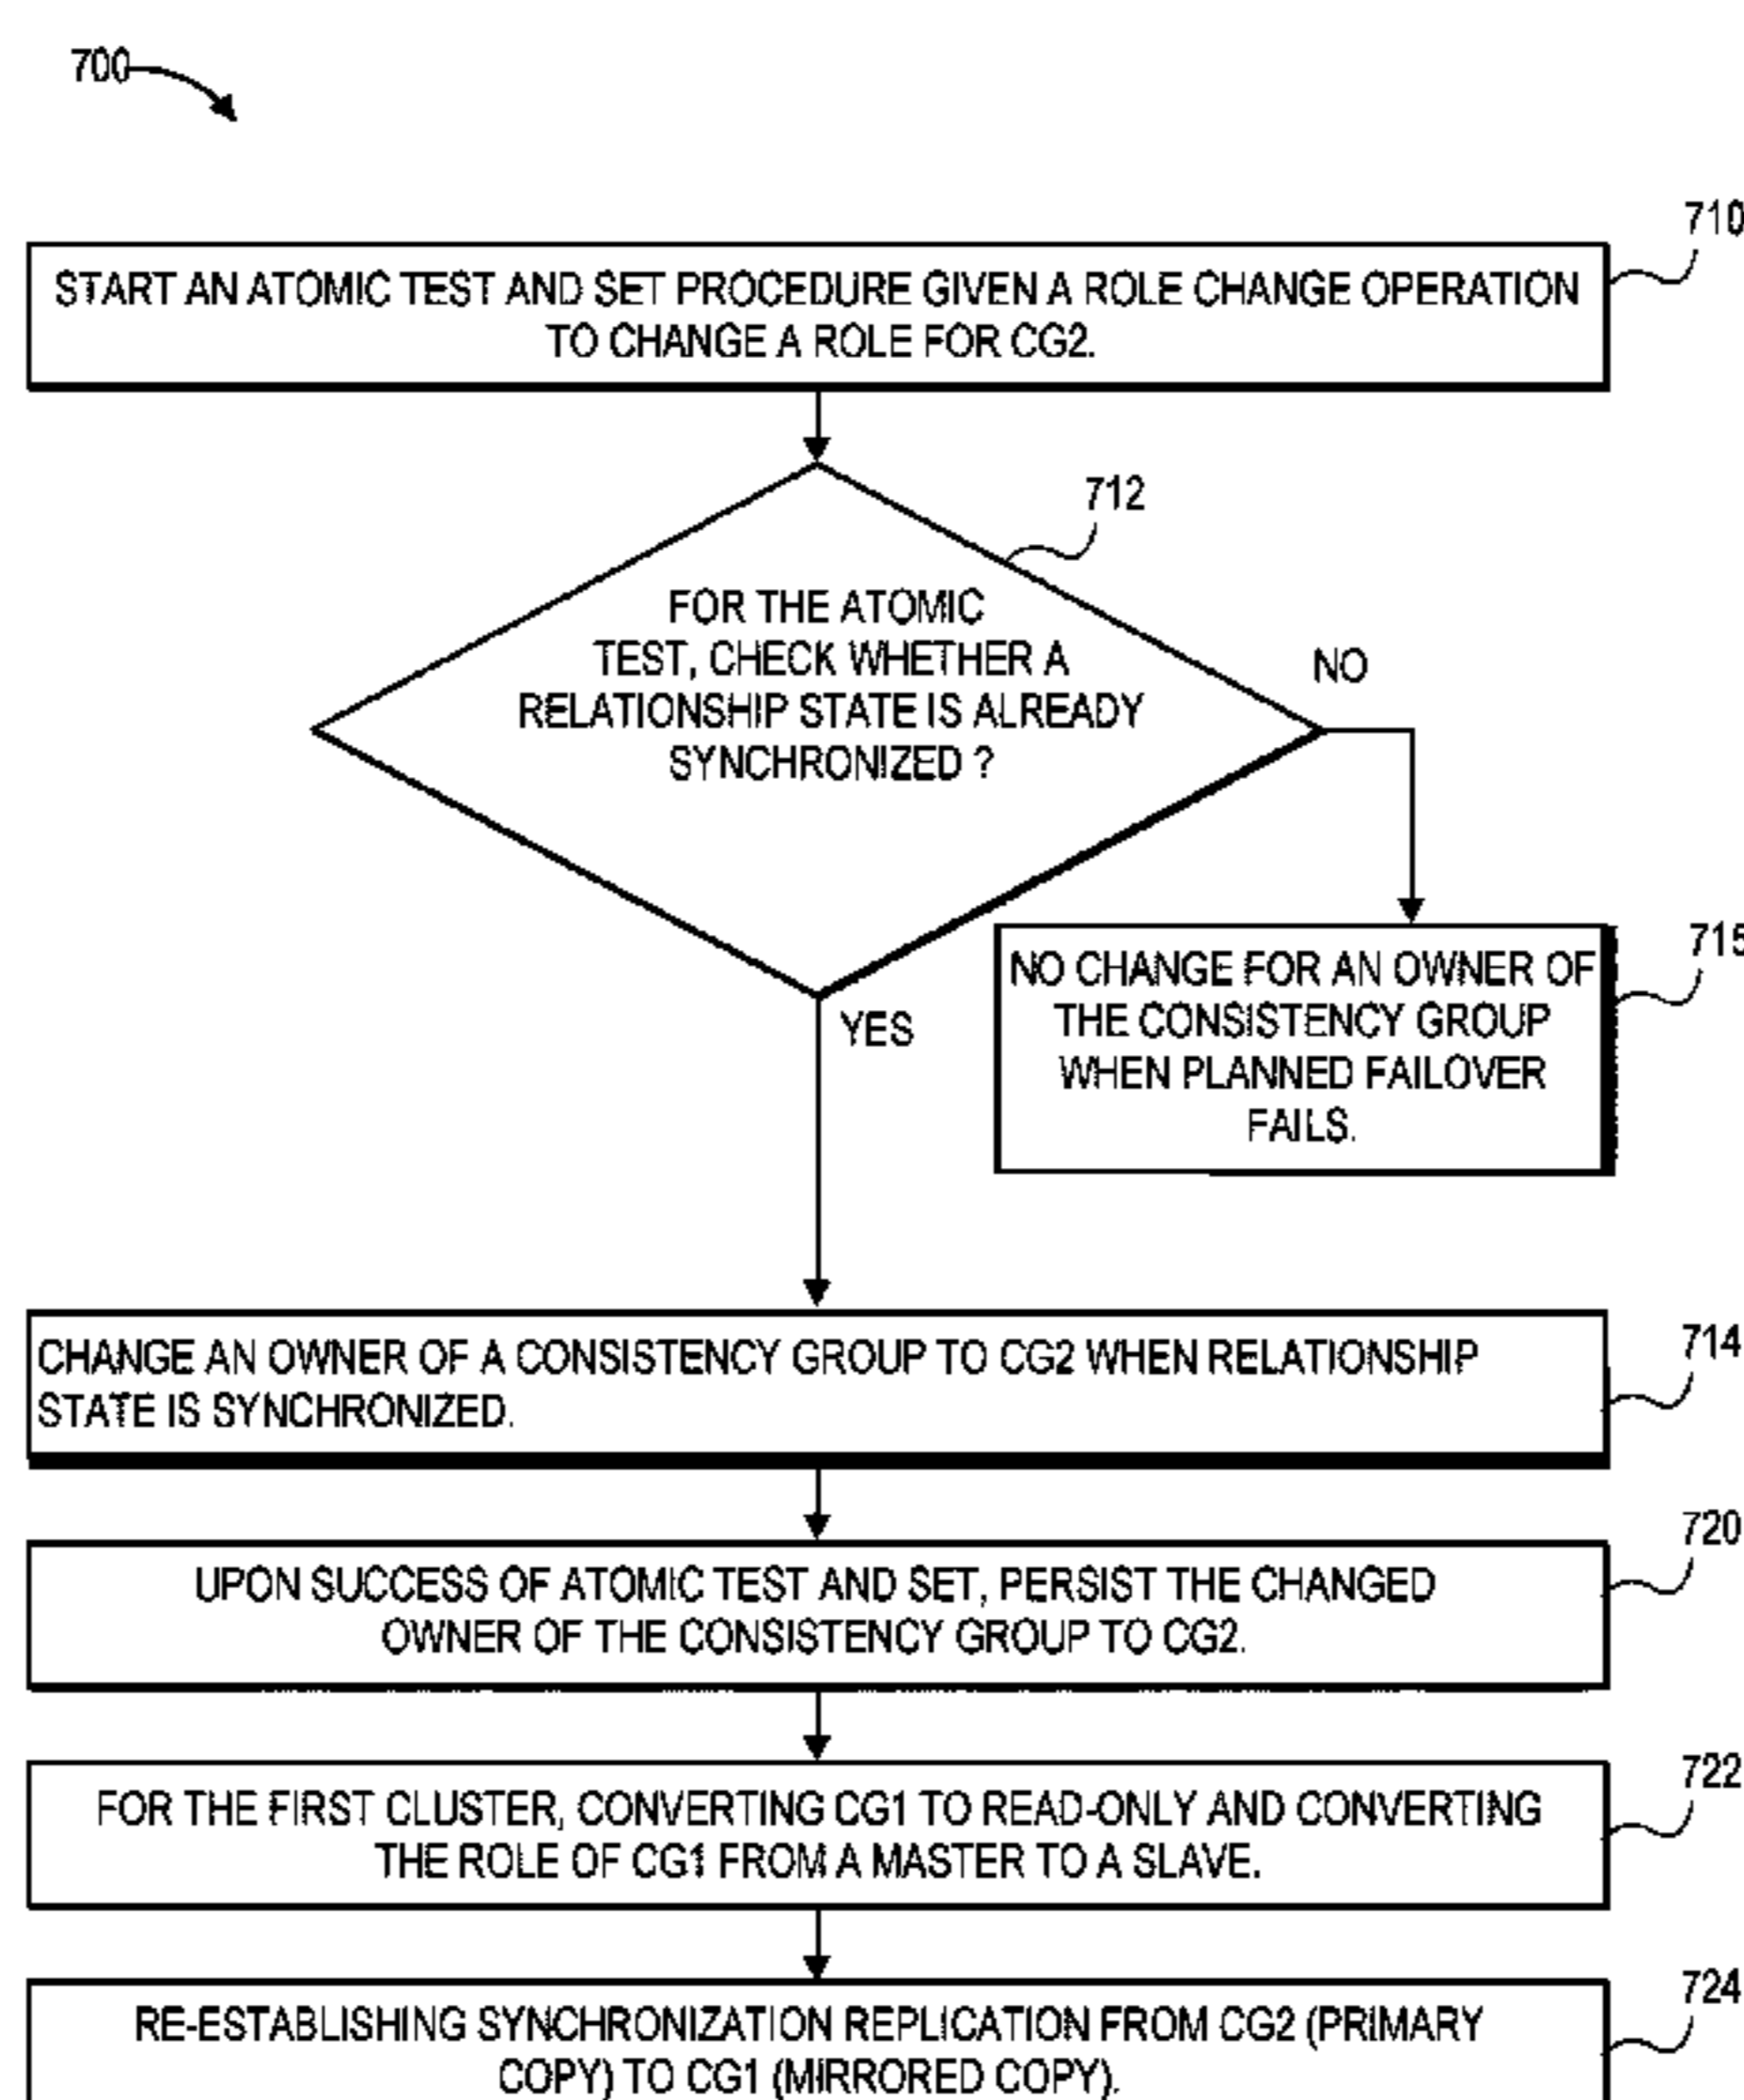 700
710
START AN ATOMIC TEST AND SET PROCEDURE GIVEN A ROLE CHANGE OPERATION
TO CHANGE A ROLE FOR CG2.
712
FOR THE ATOMIC
TEST, CHECK WHETHER A
RELATIONSHIP STATE IS ALREADY
SYNCHRONIZED ?
NO
715
NO CHANGE FOR AN OWNER OF
THE CONSISTENCY GROUP
WHEN PLANNED FAILOVER
FAILS.
YES
714
CHANGE AN OWNER OF A CONSISTENCY GROUP TO CG2 WHEN RELATIONSHIP
STATE IS SYNCHRONIZED.
720
UPON SUCCESS OF ATOMIC TEST AND SET, PERSIST THE CHANGED
OWNER OF THE CONSISTENCY GROUP TO CG2.
722
FOR THE FIRST CLUSTER, CONVERTING CG1 TO READ-ONLY AND CONVERTING
THE ROLE OF CG1 FROM A MASTER TO A SLAVE.
724
RE-ESTABLISHING SYNCHRONIZATION REPLICATION FROM CG2 (PRIMARY
COPY) TO CG1 (MIRRORED COPY).